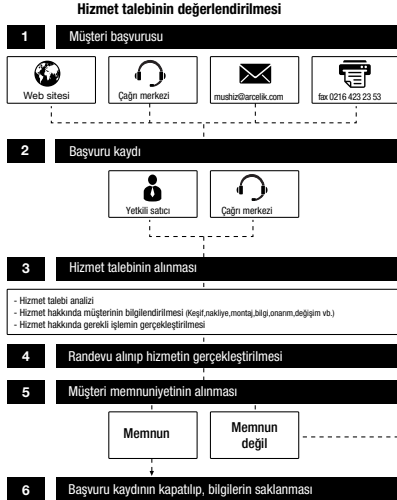 Hizmet talebinin değerlendirilmesi
1 Müşteri başvurusu
Web sitesi
Çağrı merkezi
mushiz@arcelik.com
fax 0216 423 23 53
2 Başvuru kaydı
Yetkili satıcı
Çağrı merkezi
3 Hizmet talebinin alınması
- Hizmet talebi analizi
- Hizmet hakkında müşterinin bilgilendirilmesi (Keşif,nakliye,montaj,bilgi,onarım,değişim vb.)
- Hizmet hakkında gerekli işlemin gerçekleştirilmesi
4 Randevu alınıp hizmetin gerçekleştirilmesi
5 Müşteri memnuniyetinin alınması
Memnun
Memnun
değil
6 Başvuru kaydının kapatılıp, bilgilerin saklanması